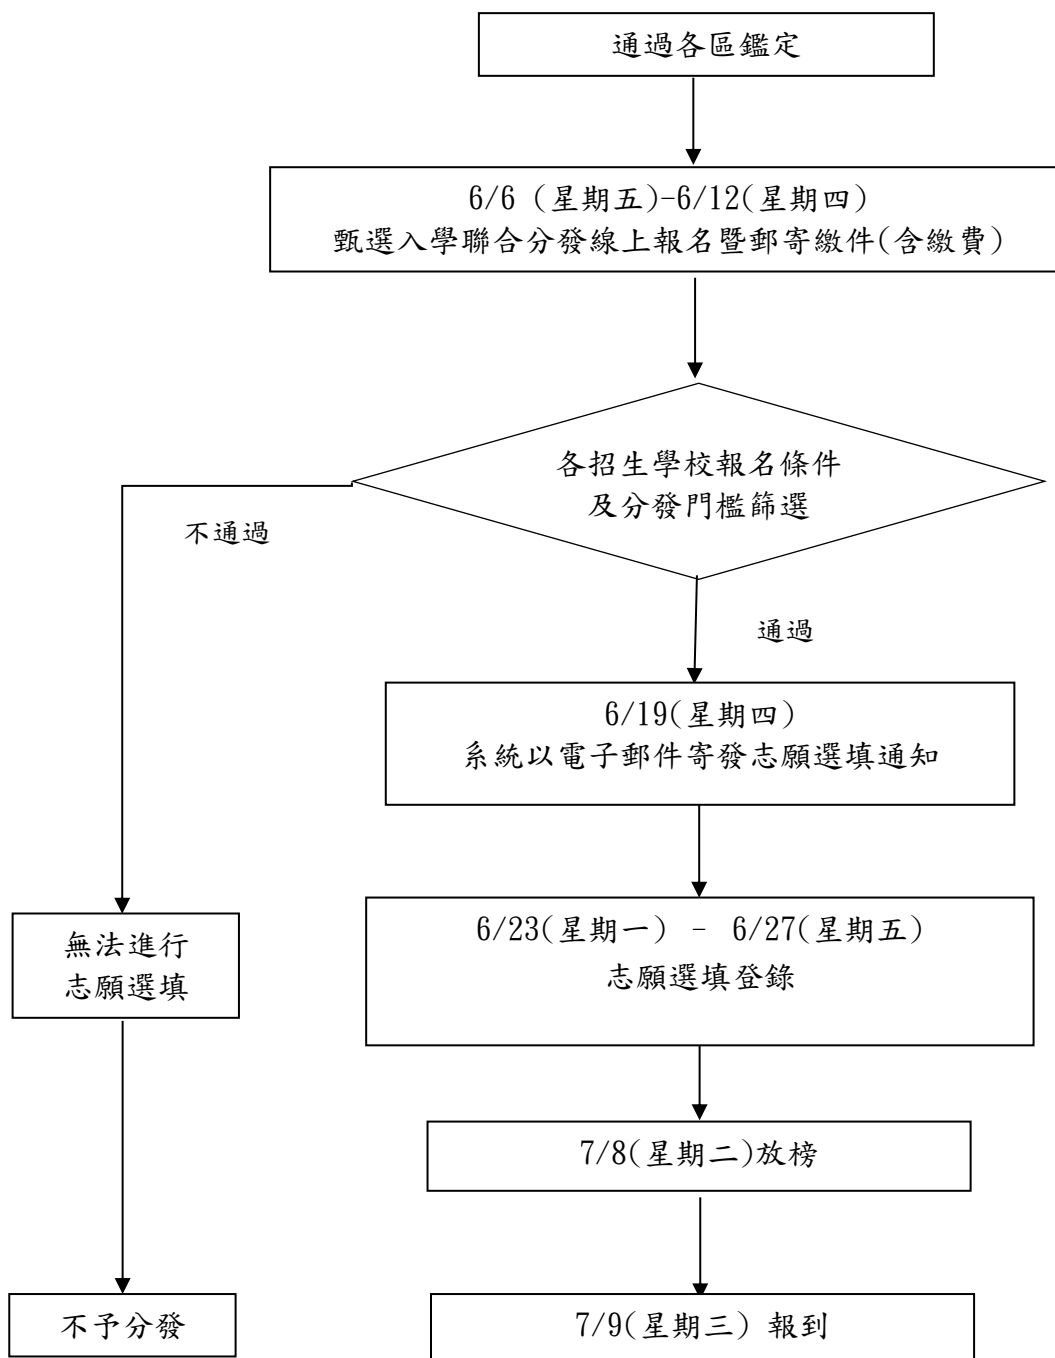 通過各區鑑定
6/6 (星期五)-6/12(星期四)
甄選入學聯合分發線上報名暨郵寄繳件(含繳費)
各招生學校報名條件
及分發門檻篩選
不通過
通過
6/19(星期四)
系統以電子郵件寄發志願選填通知
6/23(星期一) - 6/27(星期五)
志願選填登錄
無法進行
志願選填
7/8(星期二)放榜
不予分發
7/9(星期三) 報到